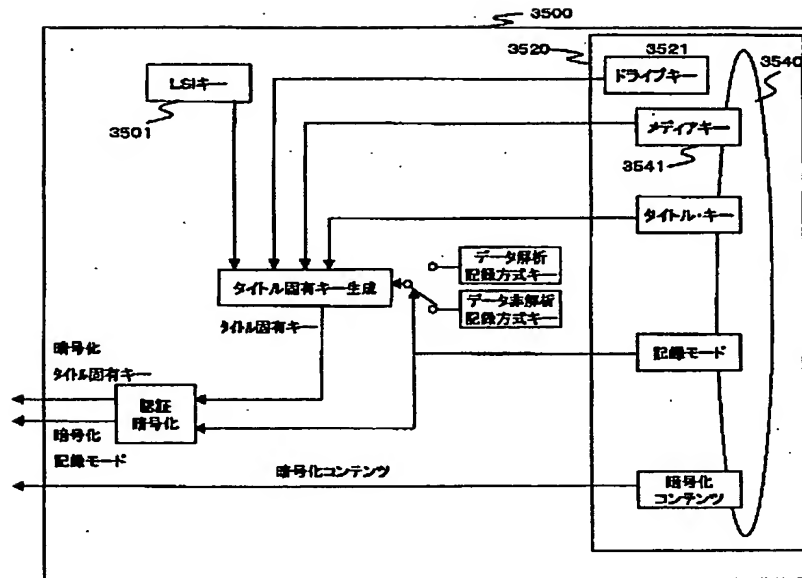 3500
3520
3521
3540
LSIキー
3501
ドライブキー
メディアキー
3541
タイトル・キー
データ解析
記録方式キー
タイトル固有キー生成
データ非解析
記録方式キー
タイトル固有キー
暗号化
タイトル固有キー
記録モード
認証
暗号化
暗号化
記録モード
暗号化コンテンツ
暗号化
コンテンツ